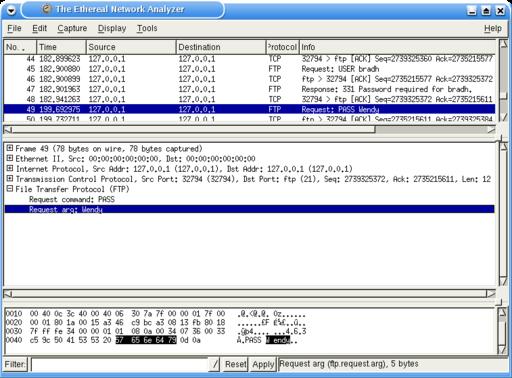 The Ethereal Network Analyzer
File Edit Capture Display Tools Help
No. Time Source Destination Protocol Info
44 182.899623 127.0.0.1 127.0.0.1 TCP 32794 > ftp [ACK] Seq=2739325360 Ack=2735215577
45 182.900880 127.0.0.1 127.0.0.1 FTP Request: USER bradh
46 182.900899 127.0.0.1 127.0.0.1 TCP ftp > 32794 [ACK] Seq=2735215577 Ack=2739325372
47 182.901963 127.0.0.1 127.0.0.1 FTP Response: 331 Password required for bradh.
48 182.941263 127.0.0.1 127.0.0.1 TCP 32794 > ftp [ACK] Seq=2739325372 Ack=2735215611
49 199.692975 127.0.0.1 127.0.0.1 FTP Request: PASS Wendy
50 199.732711 127.0.0.1 127.0.0.1 TCP ftp > 32794 [ACK] Seq=2735215611 Ack=2739325384
Frame 49 (78 bytes on wire, 78 bytes captured)
Ethernet II, Src: 00:00:00:00:00:00, Dst: 00:00:00:00:00:00
Internet Protocol, Src Addr: 127.0.0.1 (127.0.0.1), Dst Addr: 127.0.0.1 (127.0.0.1)
Transmission Control Protocol, Src Port: 32794 (32794), Dst Port: ftp (21), Seq: 2739325372, Ack: 2735215611, Len: 12
File Transfer Protocol (FTP)
Request command: PASS
Request arg: Wendy
0010 00 40 0c 3c 40 00 40 06 30 7a 7f 00 00 01 7f 00 .@.<@.@. 0z......
0020 00 01 80 1a 00 15 a3 46 c9 bc a3 08 13 fb 80 18
0030 7f ff fe 34 00 00 01 01 08 0a 00 34 07 36 00 33 ...4.... ...4.6.3
0040 c5 9c 50 41 53 53 20 57 65 6e 64 79 0d 0a Å.PASS W endy..
Filter: Reset Apply Request arg (ftp.request.arg), 5 bytes